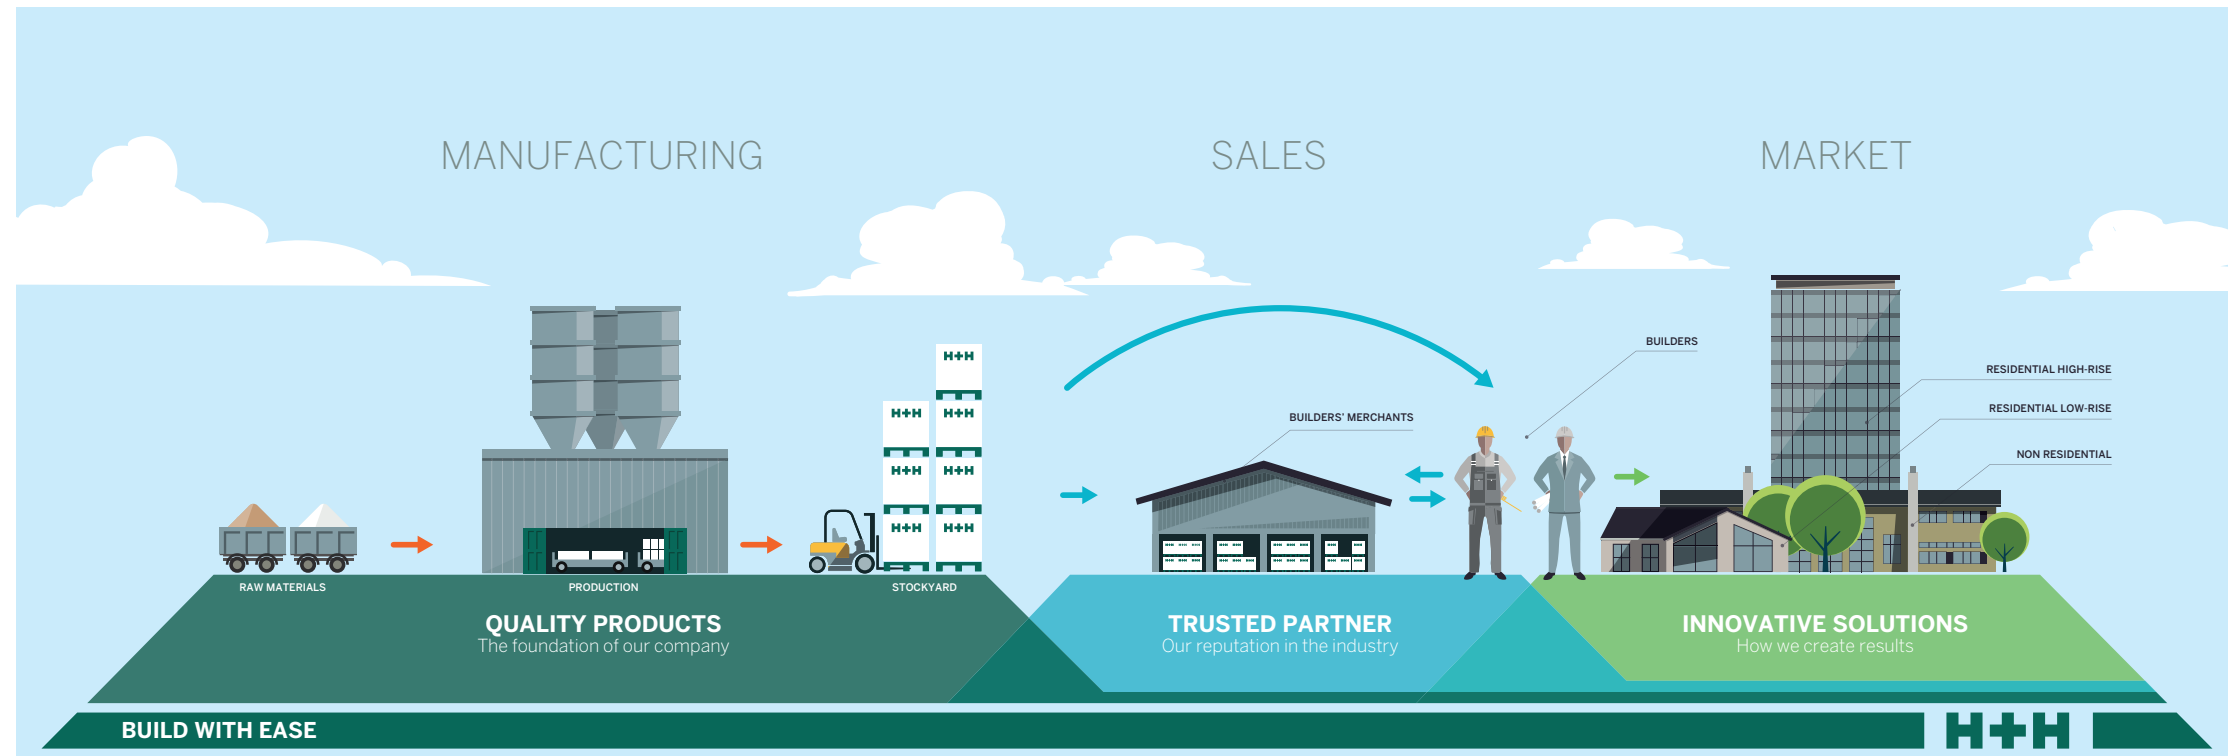 MANUFACTURING
SALES
MARKET
BUILDERS
H+H
RESIDENTIAL HIGH-RISE
RESIDENTIAL LOW-RISE
BUILDERS' MERCHANTS
H+H
H+H
NON RESIDENTIAL
H+H
H+H
H+H
H+H
RAW MATERIALS
PRODUCTION
STOCKYARD
QUALITY PRODUCTS
The foundation of our company
TRUSTED PARTNER
Our reputation in the industry
INNOVATIVE SOLUTIONS
How we create results
BUILD WITH EASE
H+H